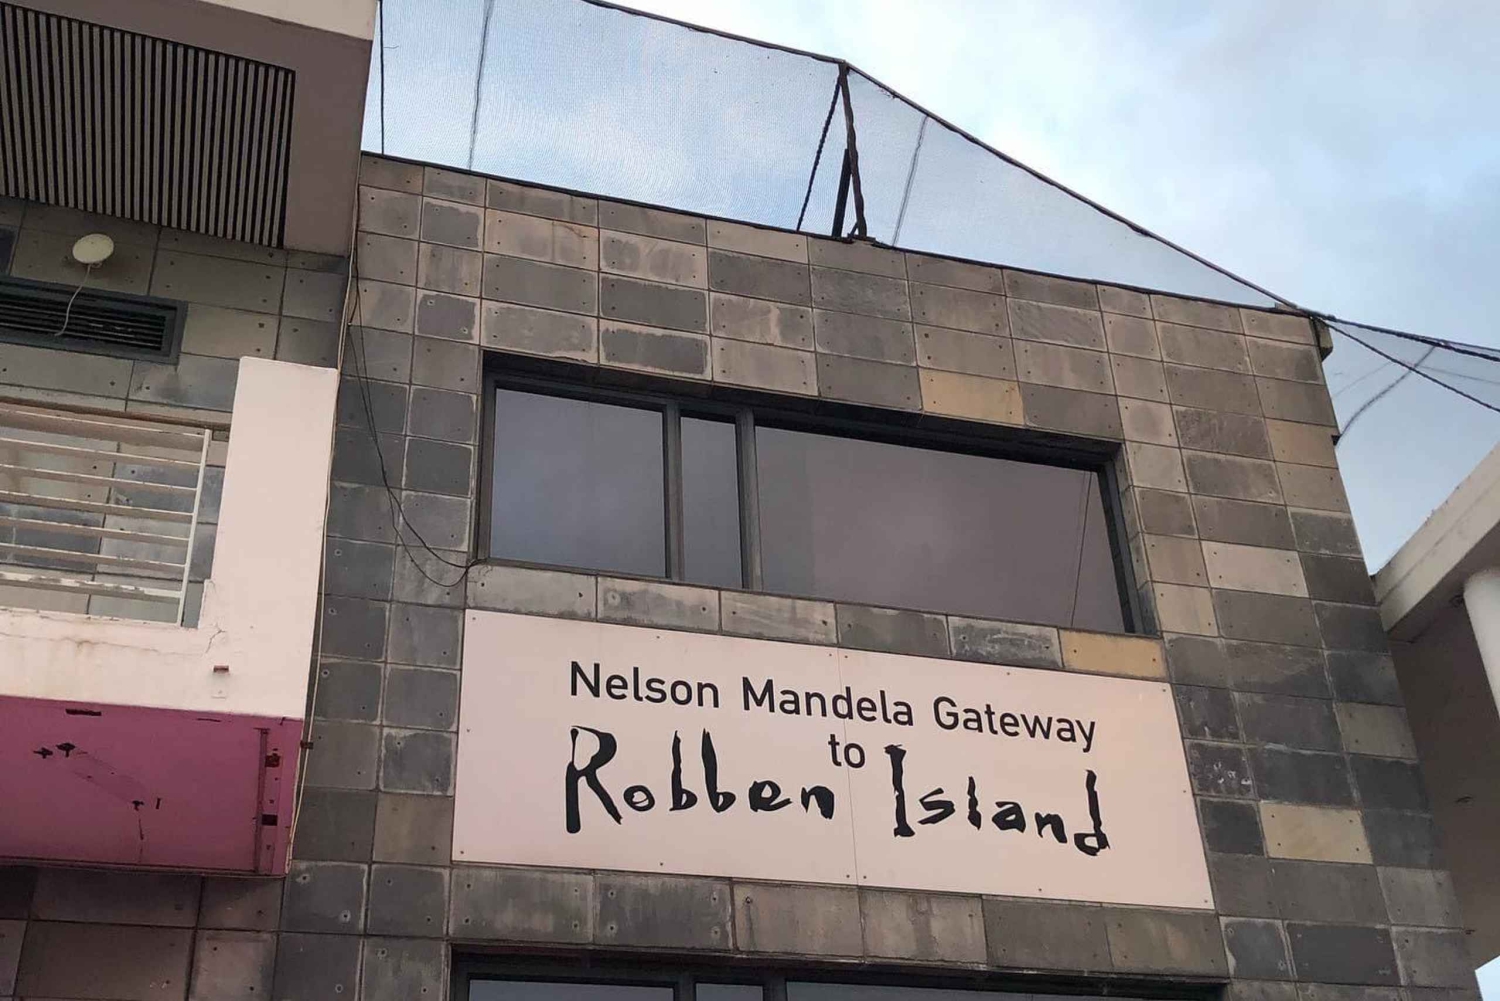 Nelson Mandela Gateway
to
Robben Island